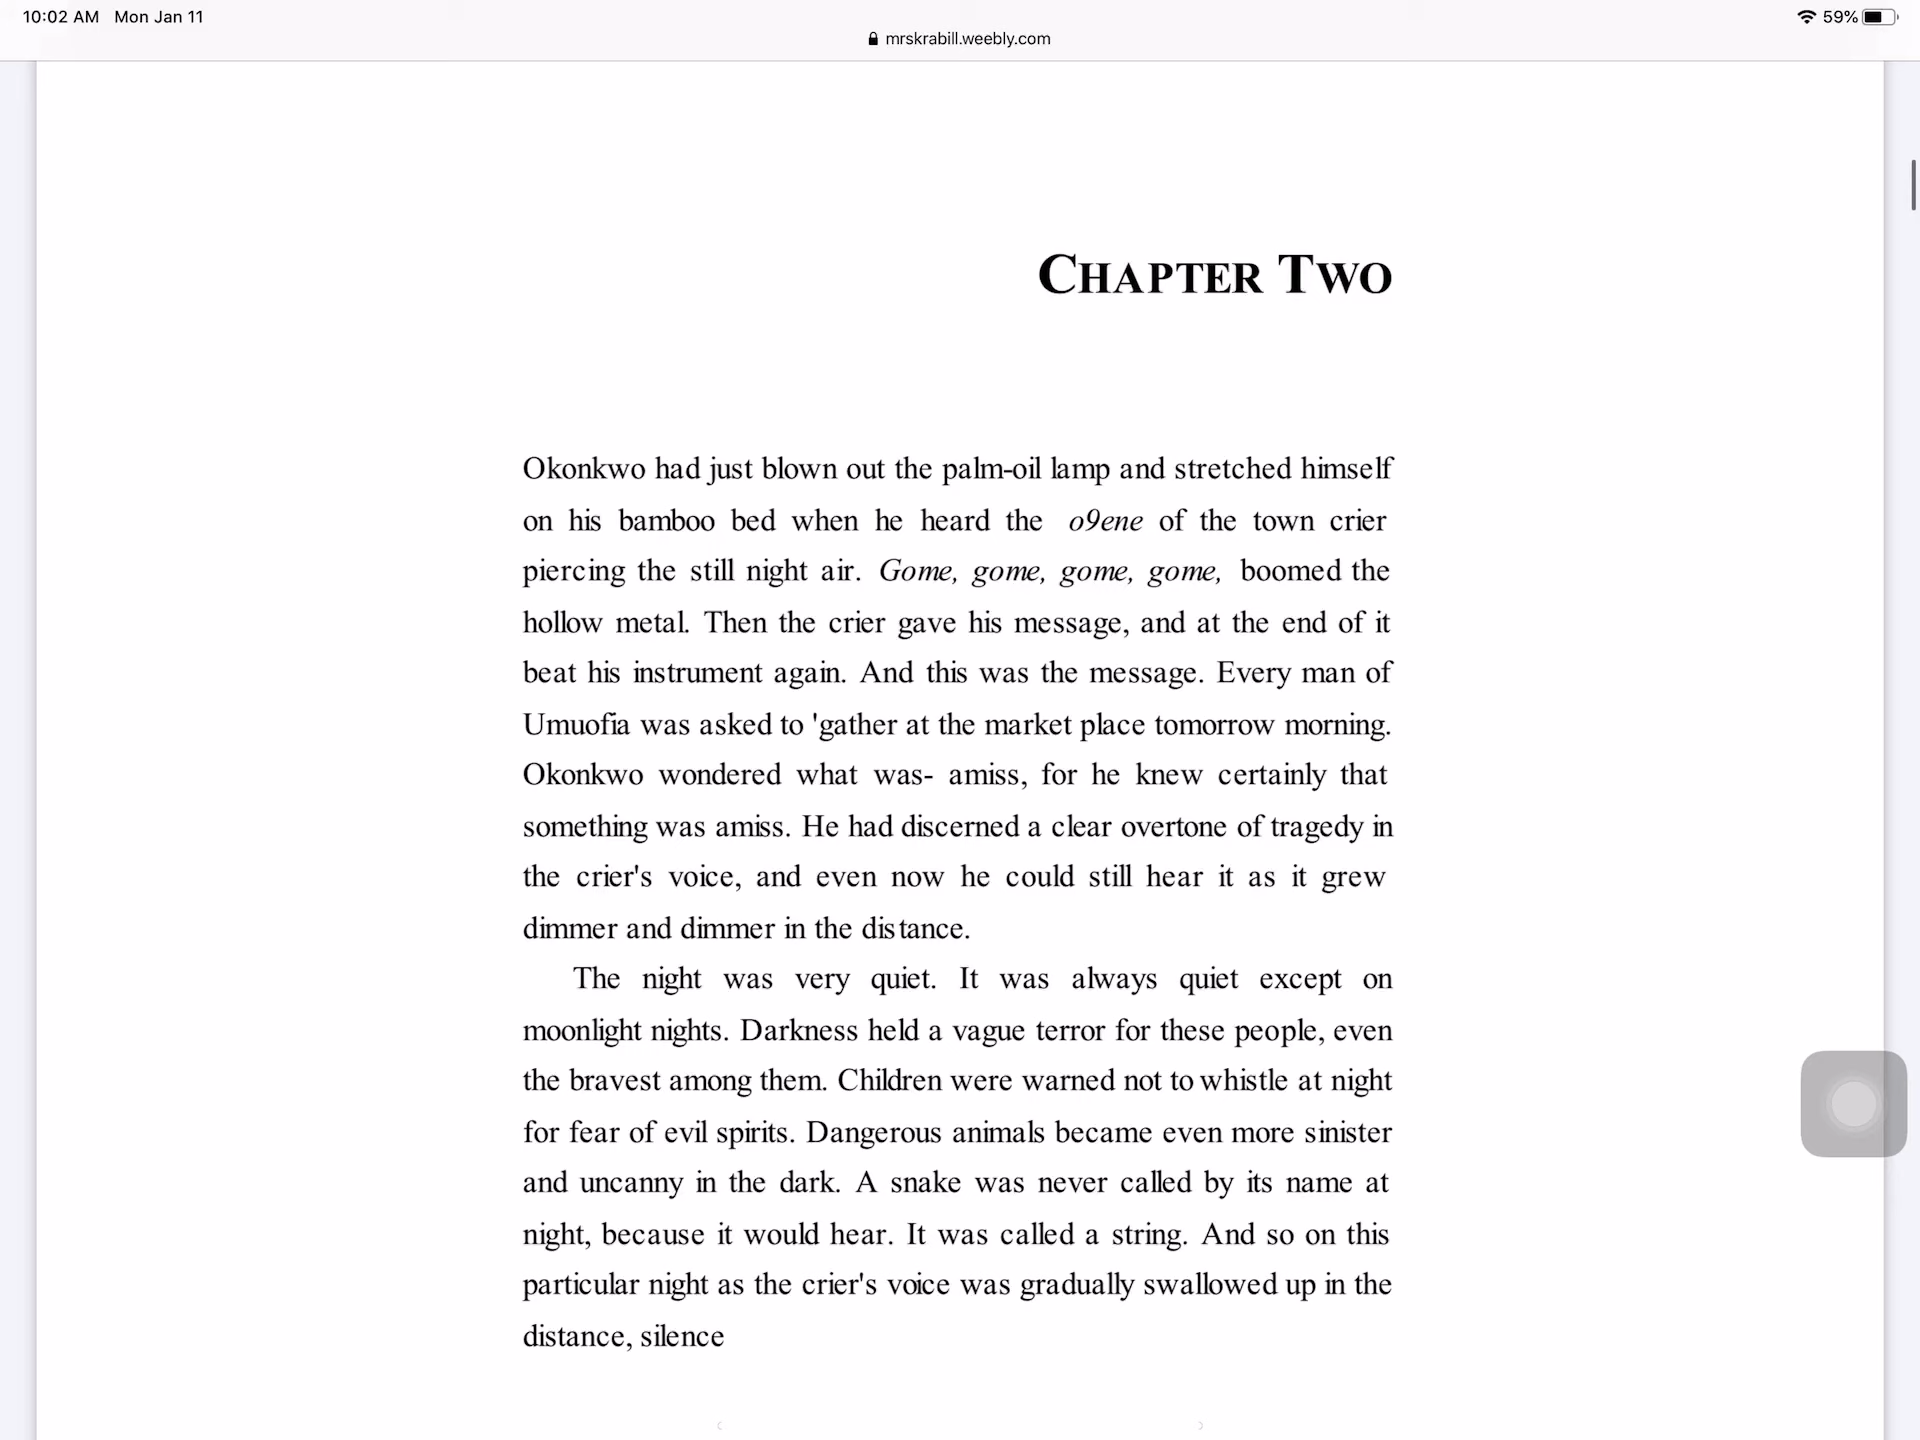 10:02 AM Mon Jan 11
59%
mrskrabill.weebly.com
CHAPTER TWO
Okonkwo had just blown out the palm-oil lamp and stretched himself
on his bamboo bed when he heard the o9ene of the town crier
piercing the still night air. Gome, gome, gome, gome, boomed the
hollow metal. Then the crier gave his message, and at the end of it
beat his instrument again. And this was the message. Every man of
Umuofia was asked to 'gather at the market place tomorrow morning.
Okonkwo wondered what was- amiss, for he knew certainly that
something was amiss. He had discerned a clear overtone of tragedy in
the crier's voice, and even now he could still hear it as it grew
dimmer and dimmer in the distance.
The night was very quiet. It was always quiet except on
moonlight nights. Darkness held a vague terror for these people, even
the bravest among them. Children were warned not to whistle at night
for fear of evil spirits. Dangerous animals became even more sinister
and uncanny in the dark. A snake was never called by its name at
night, because it would hear. It was called a string. And so on this
particular night as the crier's voice was gradually swallowed up in the
distance, silence